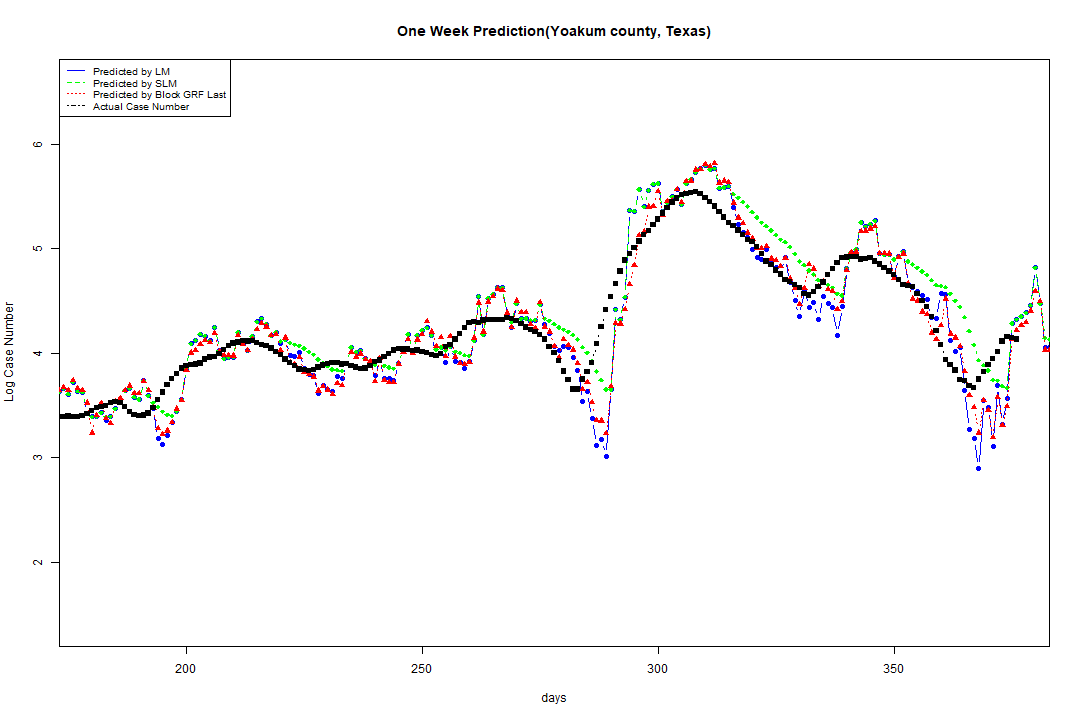 One Week Prediction(Yoakum county, Texas)
Predicted by LM
Predicted by SLM
Predicted by Block GRF Last
Actual Case Number
6
5
4
3
2
Log Case Number
200 250 300 350
days